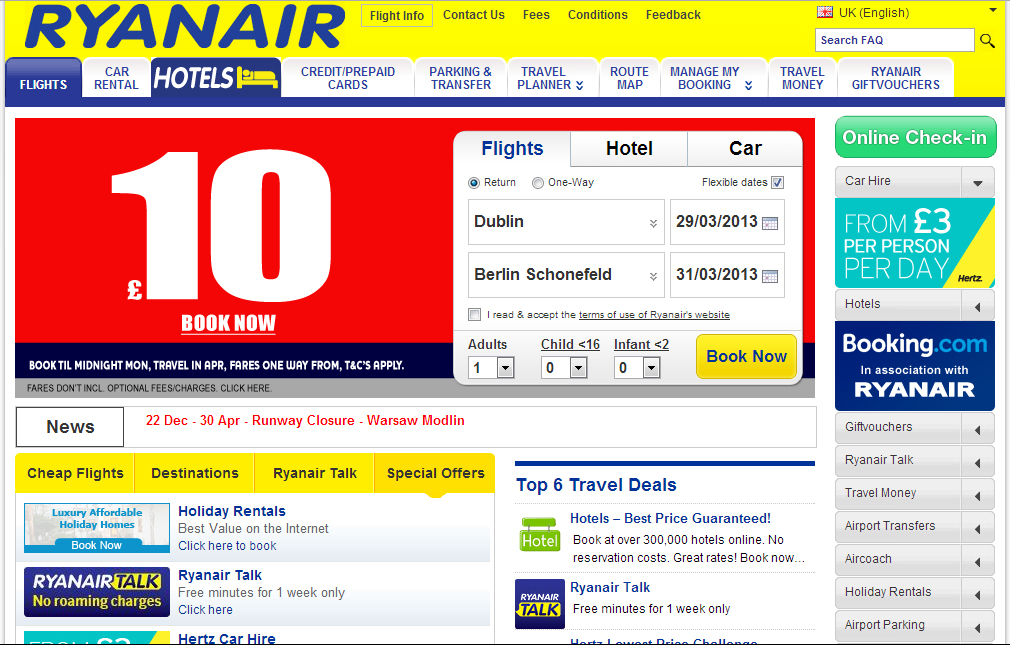 RYANAIR
Flight Info
Contact Us
Fees
Conditions
Feedback
UK (English)
Search FAQ
FLIGHTS
CAR
RENTAL
HOTELS
CREDIT/PREPAID
CARDS
PARKING &
TRANSFER
TRAVEL
PLANNER
ROUTE
MAP
MANAGE MY
BOOKING
TRAVEL
MONEY
RYANAIR
GIFTVOUCHERS
£10
BOOK NOW
BOOK TIL MIDNIGHT MON, TRAVEL IN APR, FARES ONE WAY FROM, T&C'S APPLY.
FARES DON'T INCL. OPTIONAL FEES/CHARGES. CLICK HERE.
Flights
Hotel
Car
Return
One-Way
Flexible dates
Dublin
29/03/2013
Berlin Schonefeld
31/03/2013
I read & accept the terms of use of Ryanair's website
Adults
Child <16
Infant <2
1
0
0
Book Now
Online Check-in
Car Hire
FROM £3
PER PERSON
PER DAY
Hertz.
Hotels
Booking.com
In association with
RYANAIR
Giftvouchers
Ryanair Talk
Travel Money
Airport Transfers
Aircoach
Holiday Rentals
Airport Parking
News
22 Dec - 30 Apr - Runway Closure - Warsaw Modlin
Cheap Flights
Destinations
Ryanair Talk
Special Offers
Luxury Affordable
Holiday Homes
Book Now
Holiday Rentals
Best Value on the Internet
Click here to book
RYANAIR TALK
No roaming charges
Ryanair Talk
Free minutes for 1 week only
Click here
FROM £3
Hertz Car Hire
Top 6 Travel Deals
Hotel
Hotels – Best Price Guaranteed!
Book at over 300,000 hotels online. No
reservation costs. Great rates! Book now…
RYANAIR
TALK
Ryanair Talk
Free minutes for 1 week only
Hertz Lowest Price Challenge